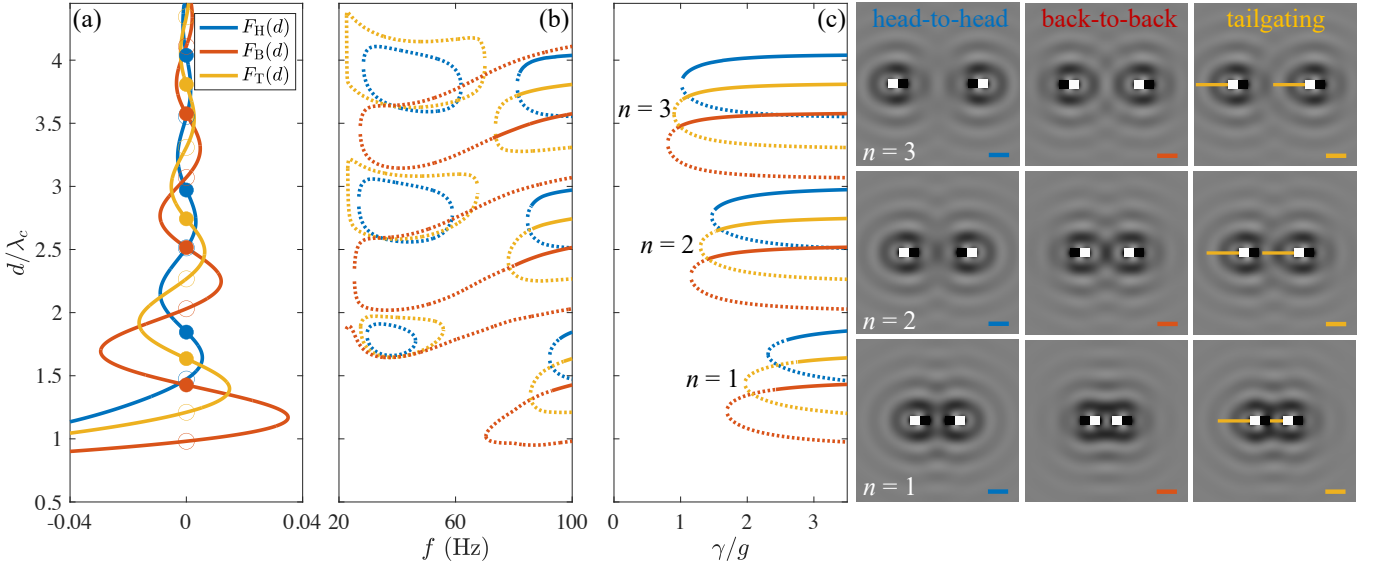 (a)
F_H(d)
F_B(d)
F_T(d)
d/λ_c
4
3.5
3
2.5
2
1.5
1
0.5
-0.04
0
0.04
(b)
20
60
100
f (Hz)
(c)
n = 3
n = 2
n = 1
0
1
2
3
γ/g
head-to-head
back-to-back
tailgating
n = 3
n = 2
n = 1